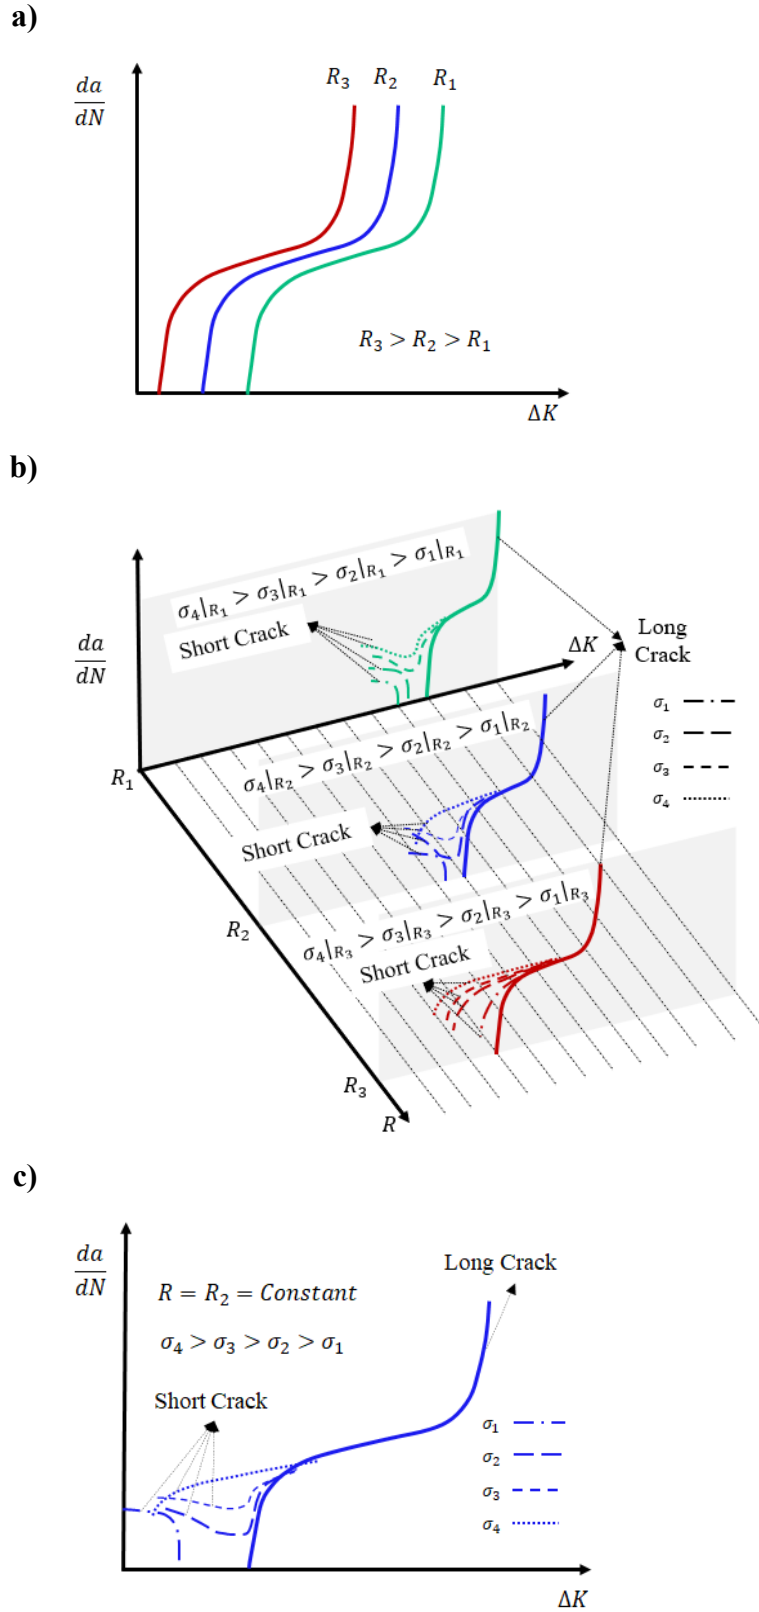 a)
da
dN
R₃ R₂ R₁
R₃ > R₂ > R₁
ΔK
b)
σ₄|R₁ > σ₃|R₁ > σ₂|R₁ > σ₁|R₁
Short Crack
da
dN
ΔK
Long
Crack
σ₁
σ₂
σ₃
σ₄
R₁
σ₄|R₂ > σ₃|R₂ > σ₂|R₂ > σ₁|R₂
Short Crack
R₂
σ₄|R₃ > σ₃|R₃ > σ₂|R₃ > σ₁|R₃
Short Crack
R₃
R
c)
da
dN
Long Crack
R = R₂ = Constant
σ₄ > σ₃ > σ₂ > σ₁
Short Crack
σ₁
σ₂
σ₃
σ₄
ΔK